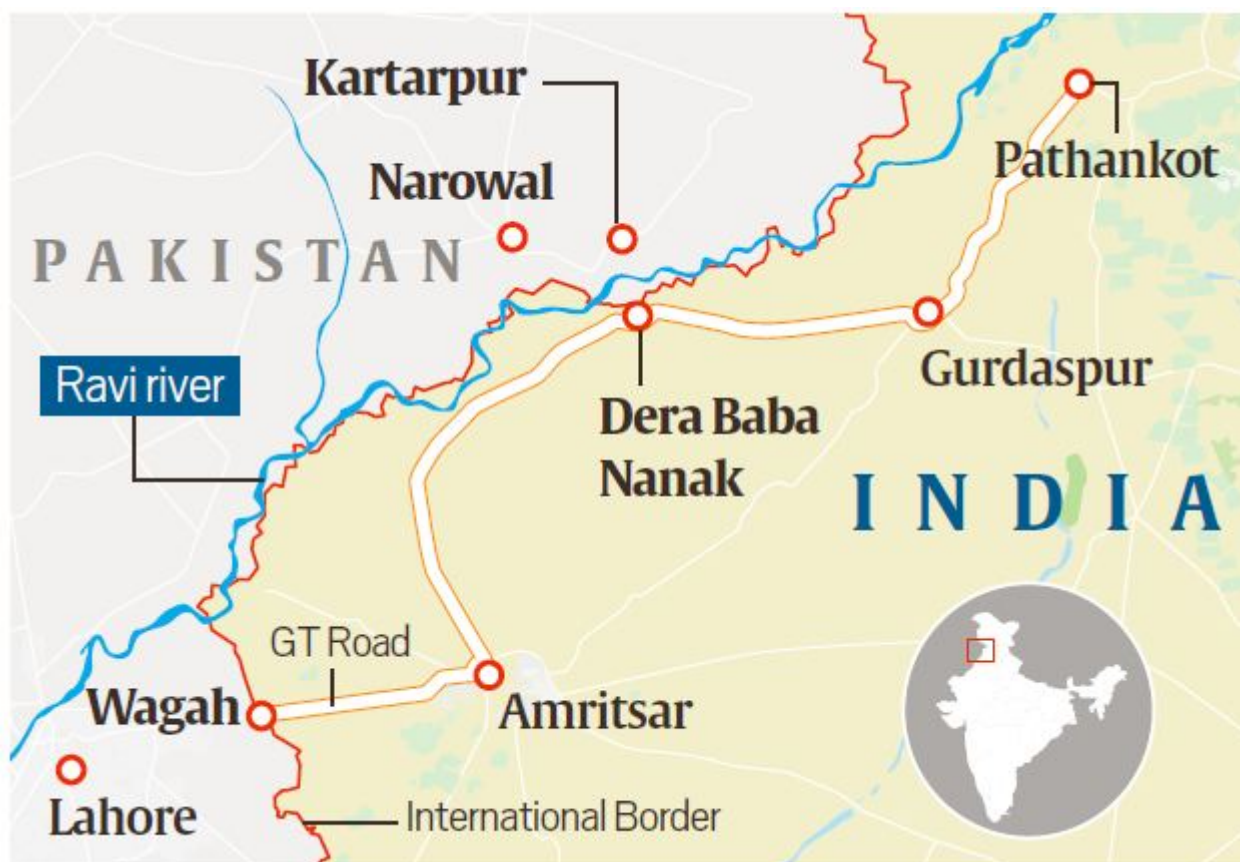 Kartarpur
Narowal
Pathankot
PAKISTAN
Ravi river
Gurdaspur
Dera Baba
Nanak
INDIA
GT Road
Wagah
Amritsar
Lahore
International Border